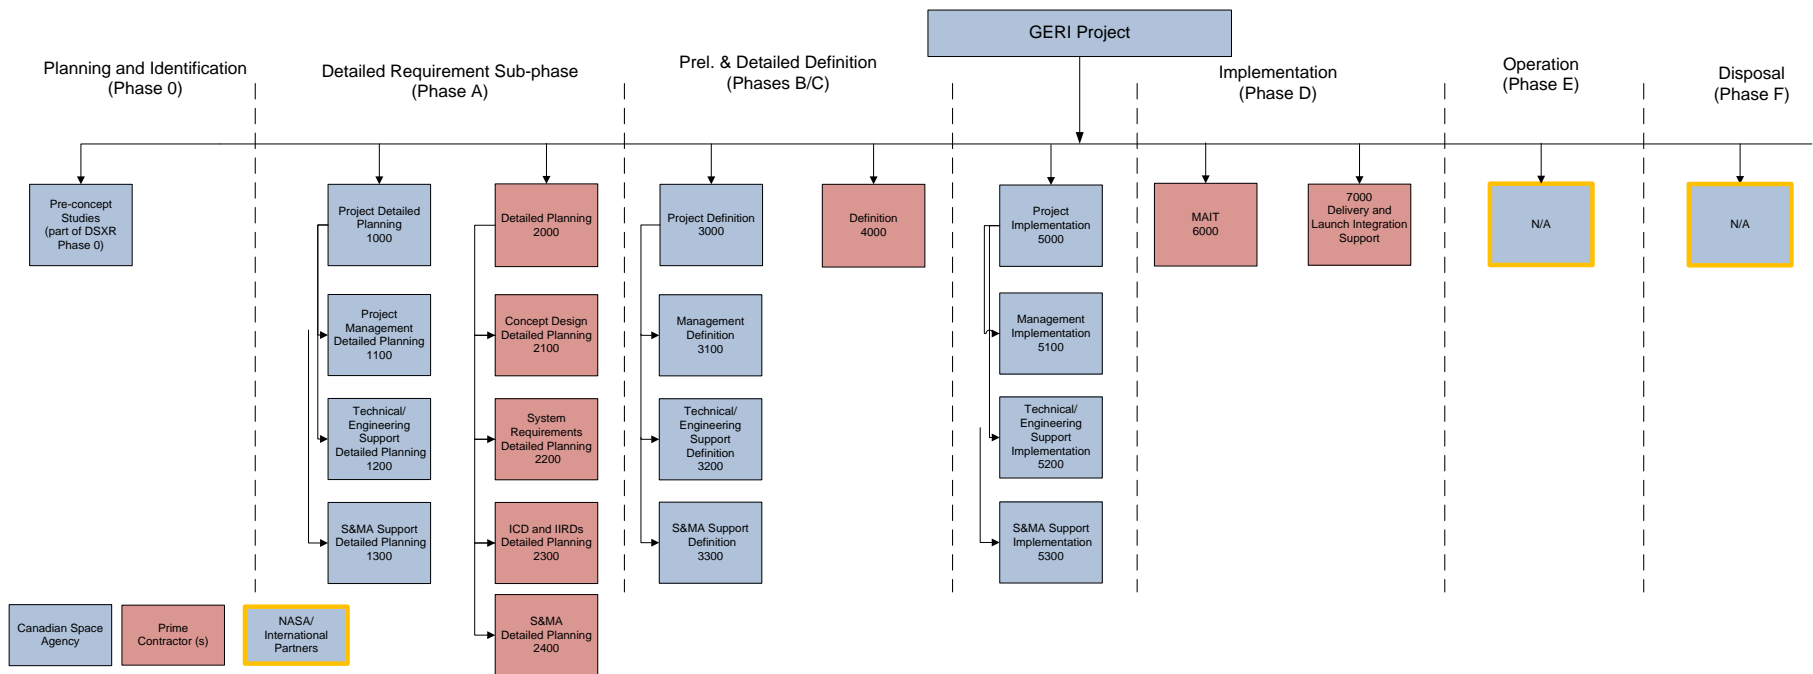 GERI Project
Planning and Identification
(Phase 0)
Detailed Requirement Sub-phase
(Phase A)
Prel. & Detailed Definition
(Phases B/C)
Implementation
(Phase D)
Operation
(Phase E)
Disposal
(Phase F)
Pre-concept
Studies
(part of DSXR
Phase 0)
Project Detailed
Planning
1000
Detailed Planning
2000
Project Definition
3000
Definition
4000
Project
Implementation
5000
MAIT
6000
7000
Delivery and
Launch Integration
Support
N/A
N/A
Project
Management
Detailed Planning
1100
Concept Design
Detailed Planning
2100
Management
Definition
3100
Management
Implementation
5100
Technical/
Engineering
Support
Detailed Planning
1200
System
Requirements
Detailed Planning
2200
Technical/
Engineering
Support
Definition
3200
Technical/
Engineering
Support
Implementation
5200
S&MA Support
Detailed Planning
1300
ICD and IIRDs
Detailed Planning
2300
S&MA Support
Definition
3300
S&MA Support
Implementation
5300
S&MA
Detailed Planning
2400
Canadian Space
Agency
Prime
Contractor (s)
NASA/
International
Partners